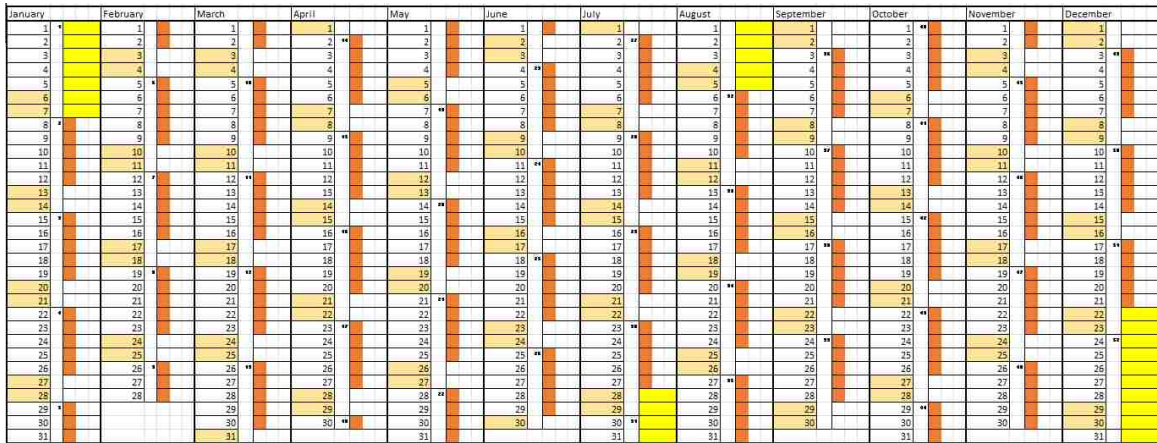 January February March April May June July August September October November December
1 1 1 1 1 1 1 1 1 1 1 1
2 2 2 2 2 2 2 2 2 2 2 2
3 3 3 3 3 3 3 3 3 3 3 3
4 4 4 4 4 4 4 4 4 4 4 4
5 5 5 5 5 5 5 5 5 5 5 5
6 6 6 6 6 6 6 6 6 6 6 6
7 7 7 7 7 7 7 7 7 7 7 7
8 8 8 8 8 8 8 8 8 8 8 8
9 9 9 9 9 9 9 9 9 9 9 9
10 10 10 10 10 10 10 10 10 10 10 10
11 11 11 11 11 11 11 11 11 11 11 11
12 12 12 12 12 12 12 12 12 12 12 12
13 13 13 13 13 13 13 13 13 13 13 13
14 14 14 14 14 14 14 14 14 14 14 14
15 15 15 15 15 15 15 15 15 15 15 15
16 16 16 16 16 16 16 16 16 16 16 16
17 17 17 17 17 17 17 17 17 17 17 17
18 18 18 18 18 18 18 18 18 18 18 18
19 19 19 19 19 19 19 19 19 19 19 19
20 20 20 20 20 20 20 20 20 20 20 20
21 21 21 21 21 21 21 21 21 21 21 21
22 22 22 22 22 22 22 22 22 22 22 22
23 23 23 23 23 23 23 23 23 23 23 23
24 24 24 24 24 24 24 24 24 24 24 24
25 25 25 25 25 25 25 25 25 25 25 25
26 26 26 26 26 26 26 26 26 26 26 26
27 27 27 27 27 27 27 27 27 27 27 27
28 28 28 28 28 28 28 28 28 28 28 28
29 29 29 29 29 29 29 29 29 29 29
30 30 30 30 30 30 30 30 30 30 30
31 31 31 31 31 31 31